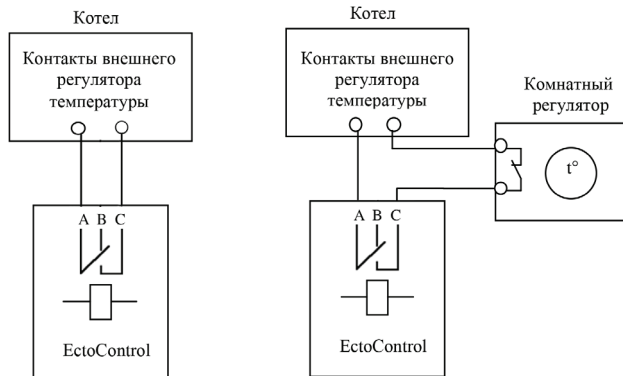 Котел
Контакты внешнего
регулятора
температуры
A B C
EctoControl
Котел
Контакты внешнего
регулятора
температуры
A B C
EctoControl
Комнатный
регулятор
t°